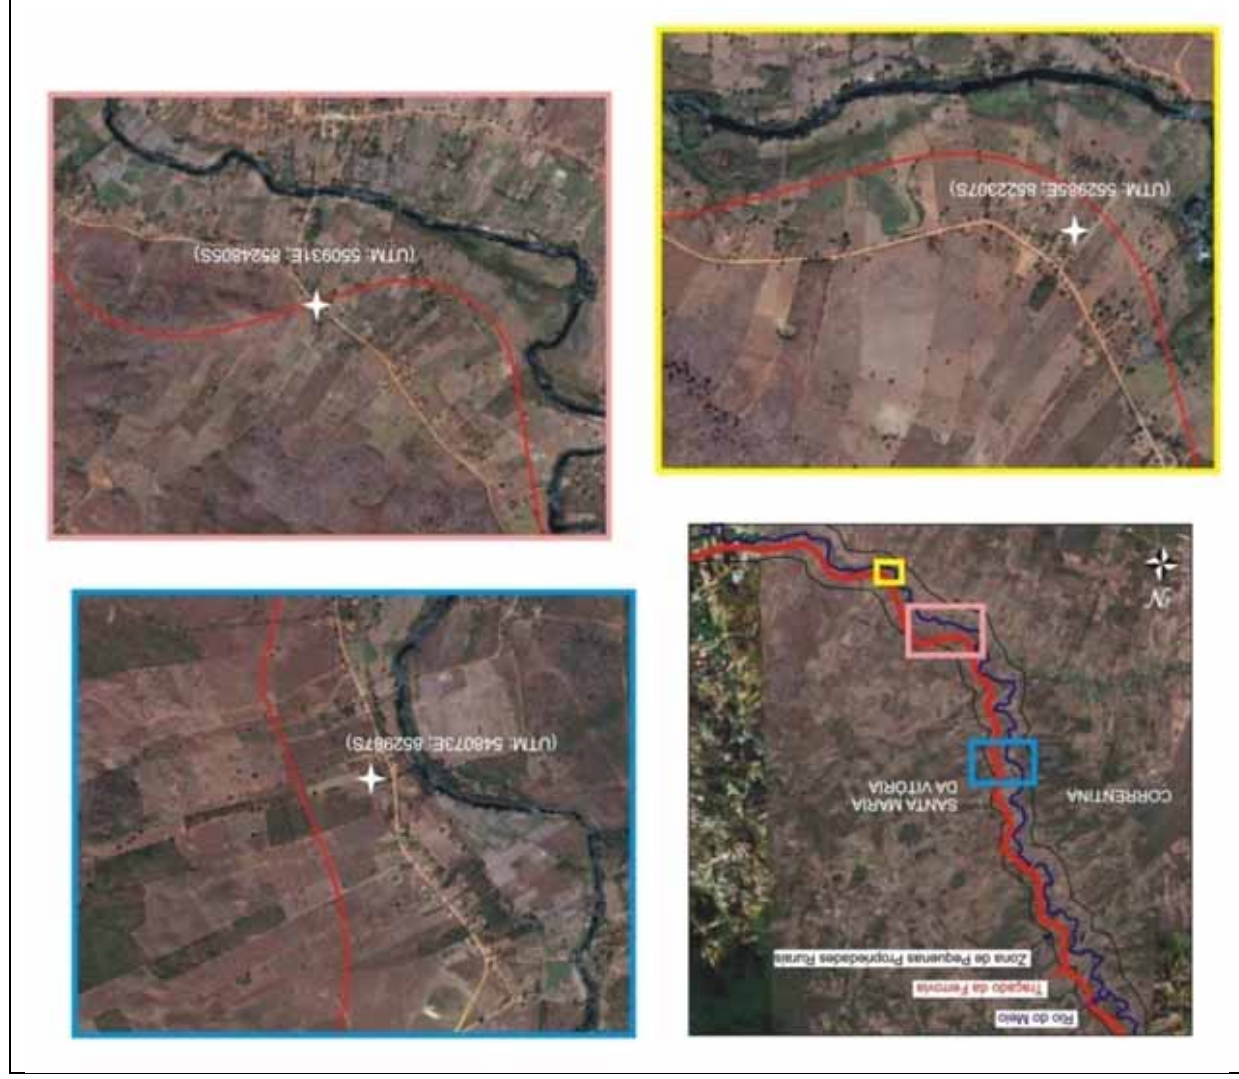 Rio do Meio
Traçado da Ferrovia
Zona de Pequenas Propriedades Rurais
CORRENTINA
SANTA MARIA
DA VITÓRIA
N
(UTM: 548073E; 852987S)
(UTM: 552985E; 8522307S)
(UTM: 550931E; 8524805S)